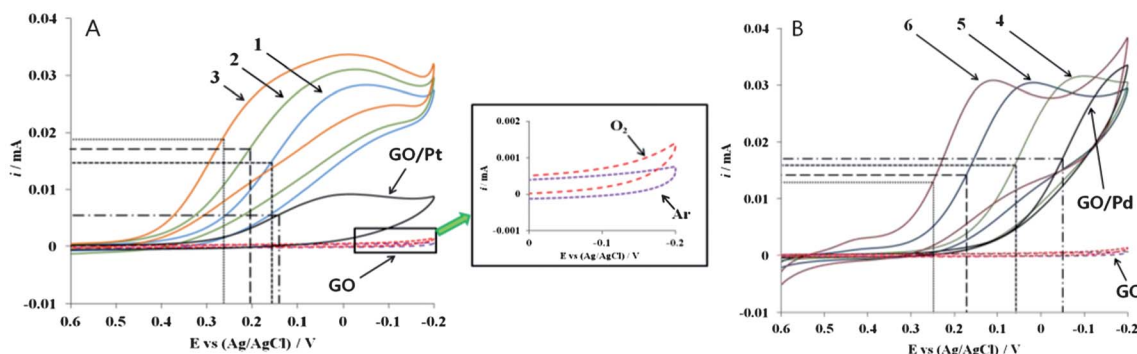 A
0.04
0.03
0.02
0.01
0
-0.01
i / mA
0.6 0.5 0.4 0.3 0.2 0.1 0 -0.1 -0.2
E vs (Ag/AgCl) / V
1
2
3
GO/Pt
GO
0.002
0.001
0
-0.001
i / mA
0 -0.1 -0.2
E vs (Ag/AgCl) / V
O2
Ar
B
0.04
0.03
0.02
0.01
0
-0.01
i / mA
0.6 0.5 0.4 0.3 0.2 0.1 0 -0.1 -0.2
E vs (Ag/AgCl) / V
6 5 4
GO/Pd
GO